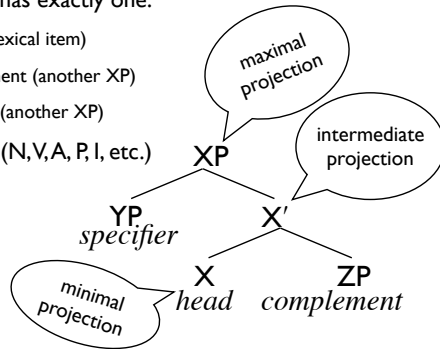 has exactly one:
exical item)
ment (another XP)
(another XP)
(N, V, A, P, I, etc.)
maximal
projection
intermediate
projection
XP
YP
specifier
X′
minimal
projection
X
head
ZP
complement